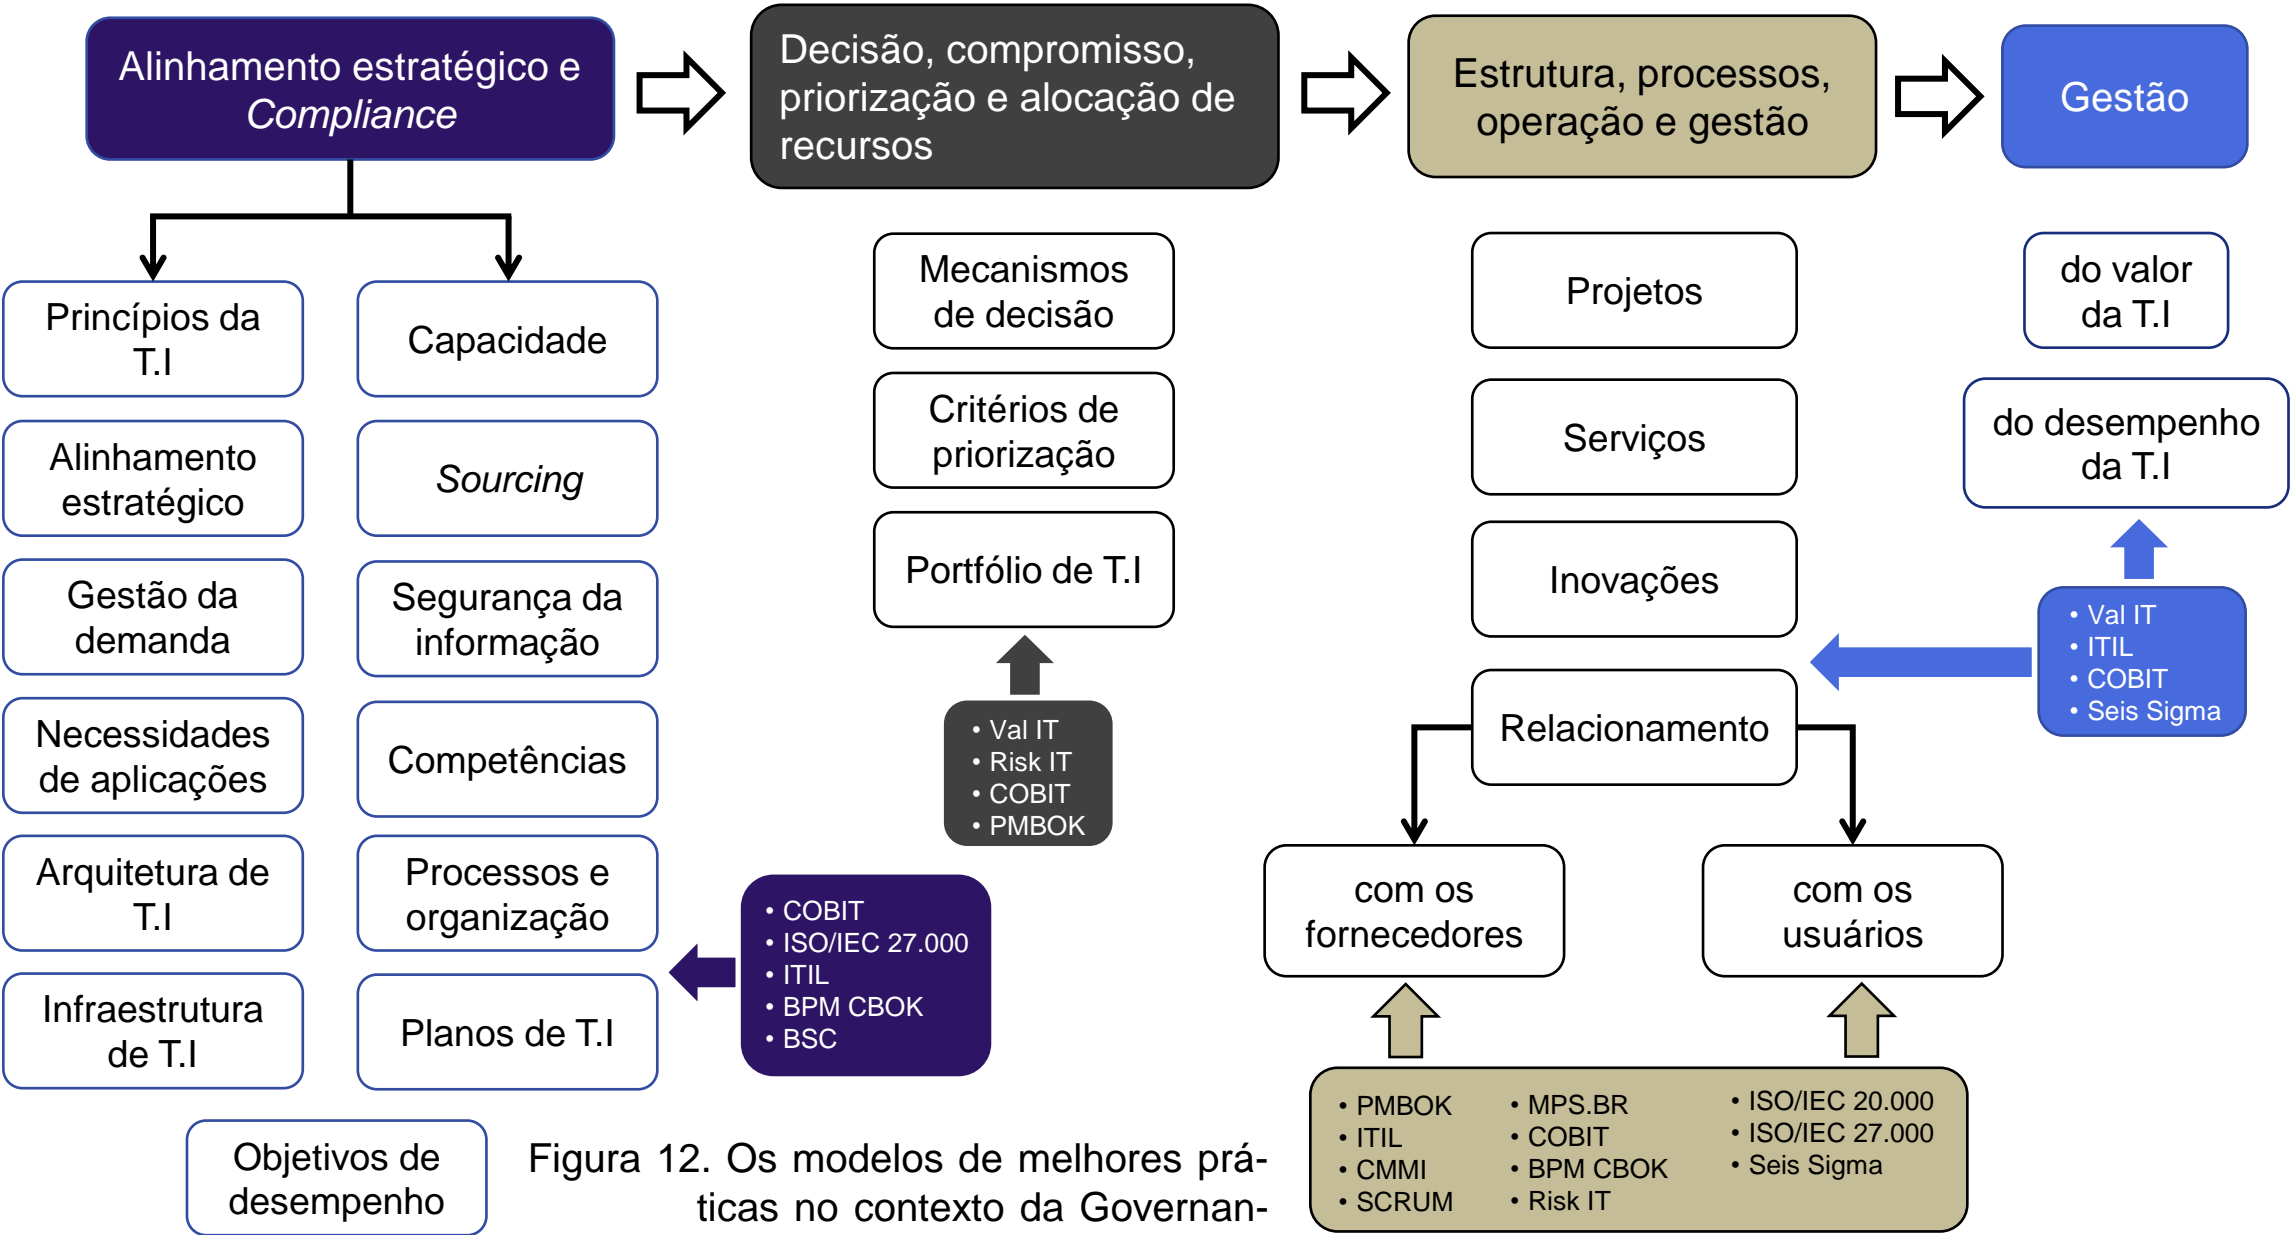 Alinhamento estratégico e
Compliance
Decisão, compromisso,
priorização e alocação de
recursos
Estrutura, processos,
operação e gestão
Gestão
Princípios da
T.I
Alinhamento
estratégico
Gestão da
demanda
Necessidades
de aplicações
Arquitetura de
T.I
Infraestrutura
de T.I
Objetivos de
desempenho
Capacidade
Sourcing
Segurança da
informação
Competências
Processos e
organização
Planos de T.I
• COBIT
• ISO/IEC 27.000
• ITIL
• BPM CBOK
• BSC
Mecanismos
de decisão
Critérios de
priorização
Portfólio de T.I
• Val IT
• Risk IT
• COBIT
• PMBOK
Projetos
Serviços
Inovações
Relacionamento
com os
fornecedores
com os
usuários
• PMBOK
• ITIL
• CMMI
• SCRUM
• MPS.BR
• COBIT
• BPM CBOK
• Risk IT
• ISO/IEC 20.000
• ISO/IEC 27.000
• Seis Sigma
do valor
da T.I
do desempenho
da T.I
• Val IT
• ITIL
• COBIT
• Seis Sigma
Figura 12. Os modelos de melhores prá-
ticas no contexto da Governan-